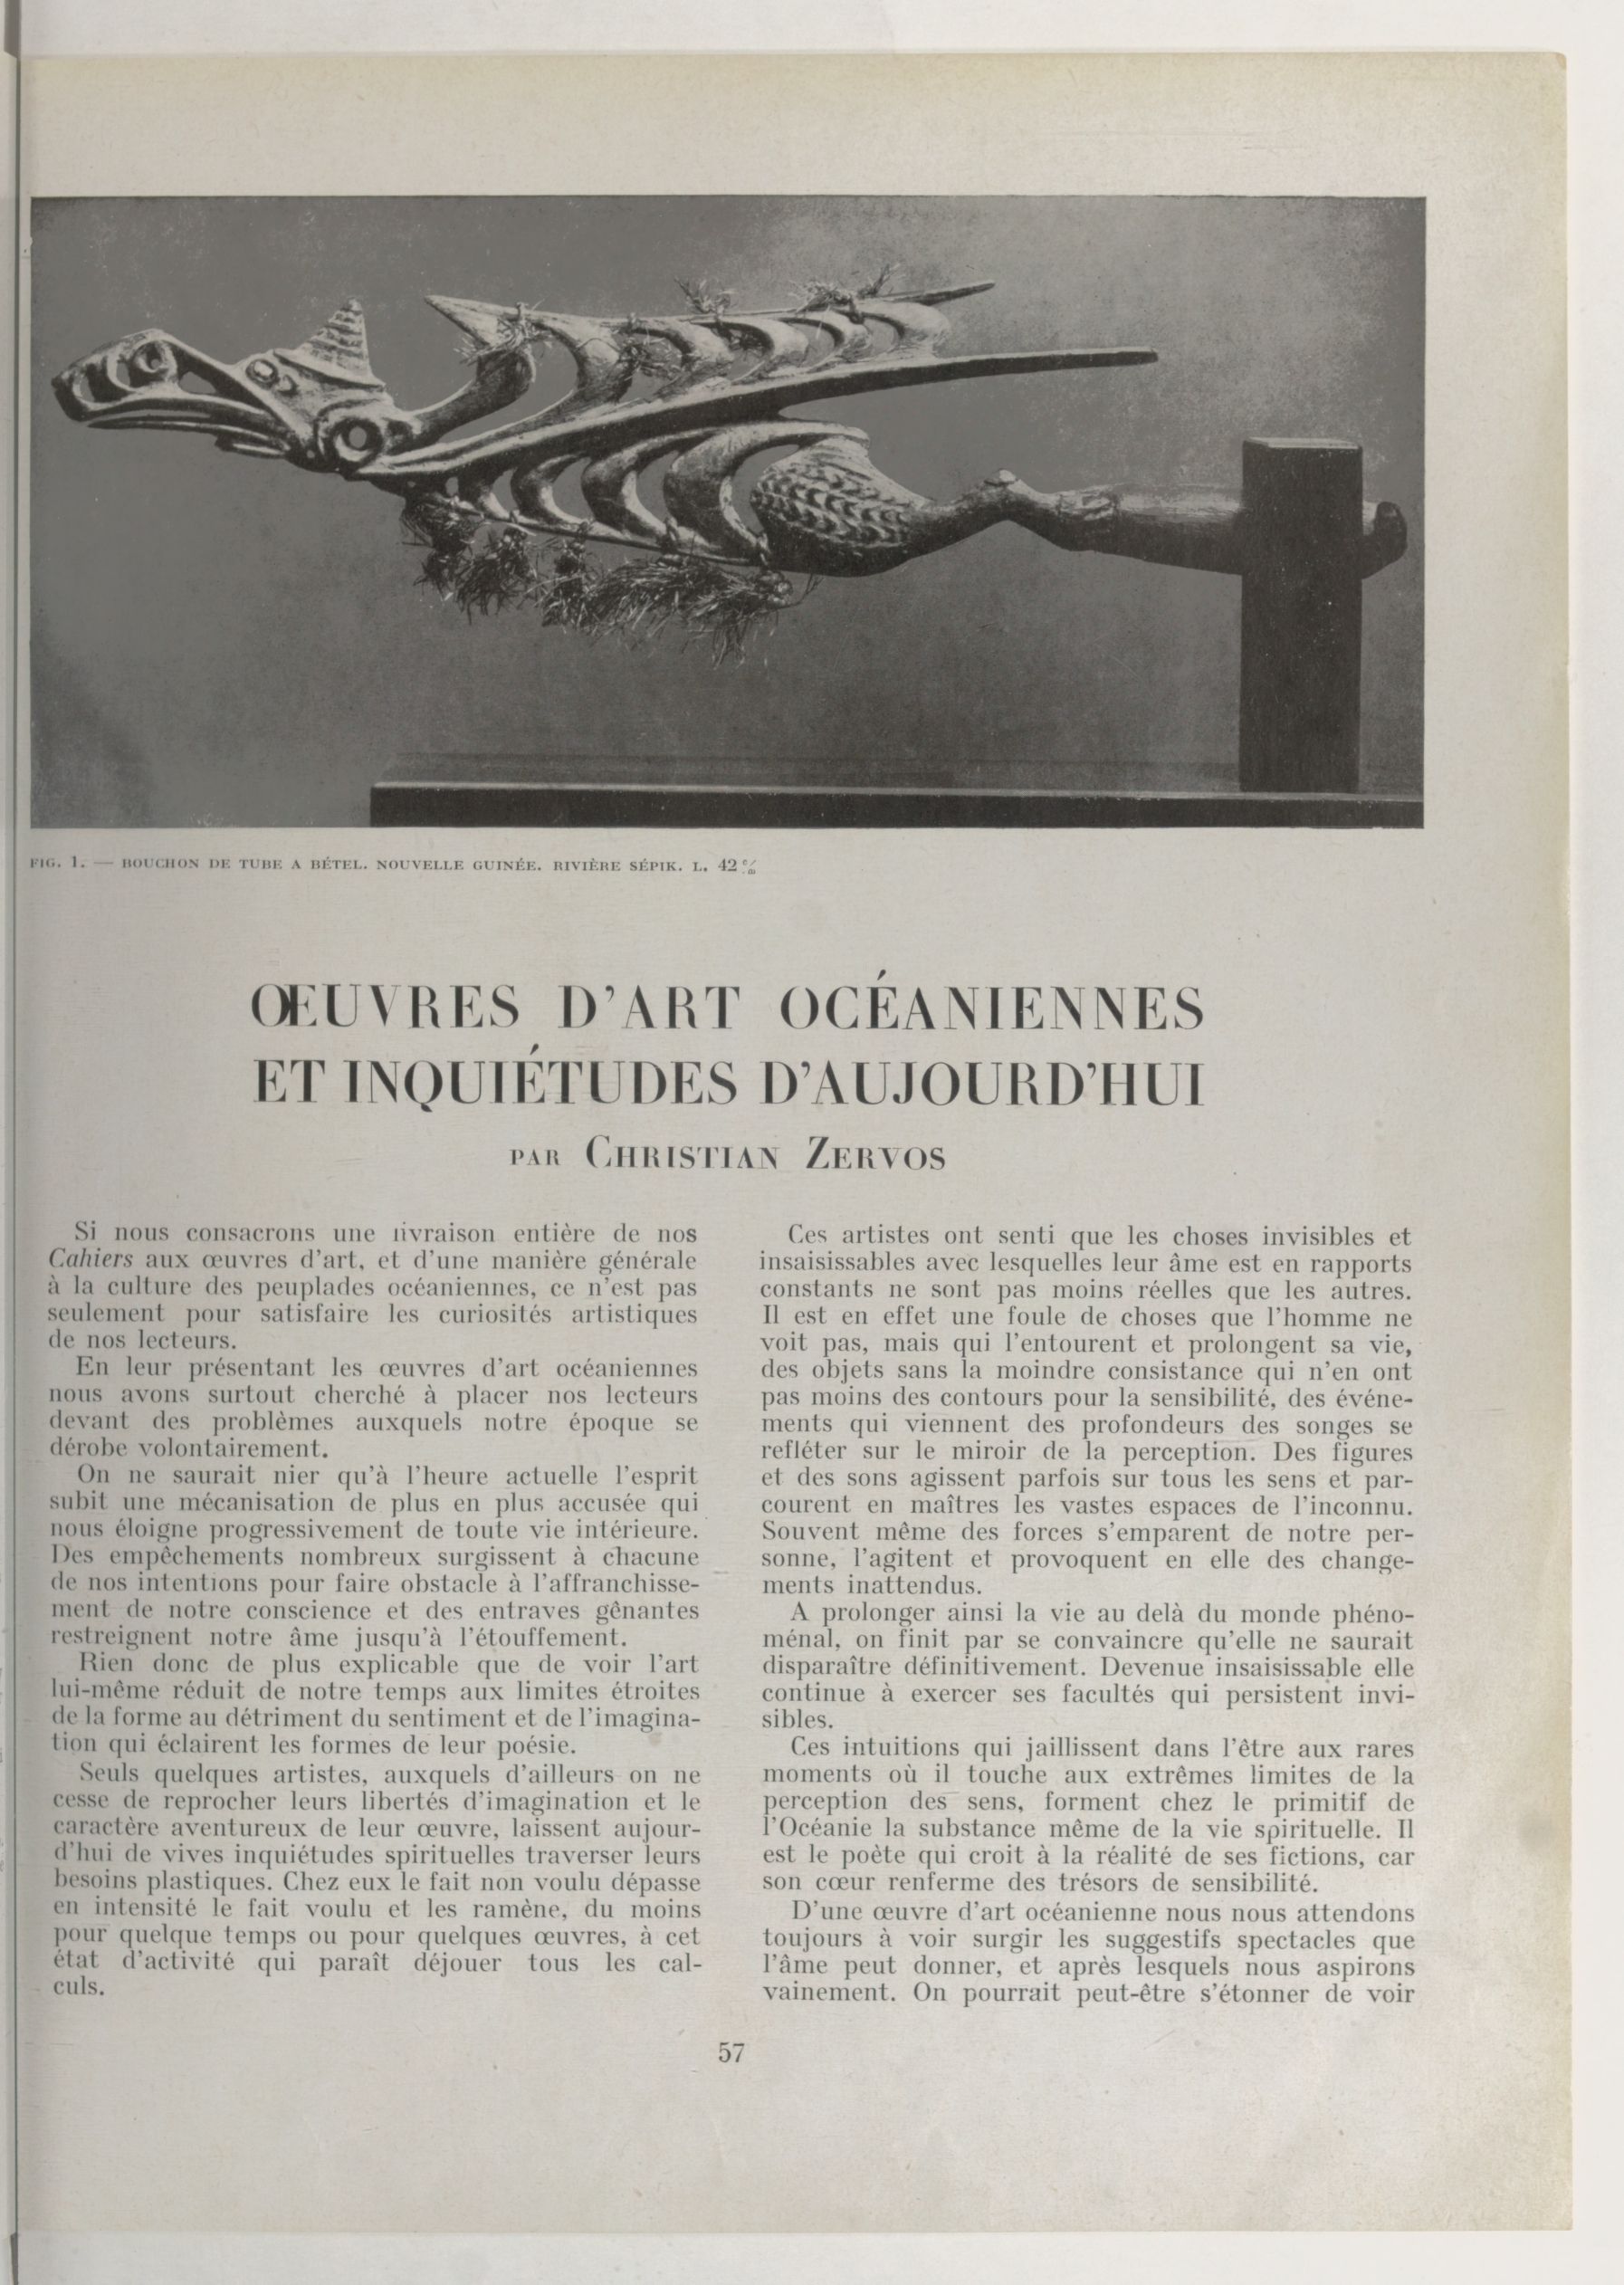 FIG. 1. — BOUCHON DE TUBE A BÉTEL. NOUVELLE GUINÉE. RIVIÈRE SÉPIK. L. 42 c/m
ŒUVRES D'ART OCÉANIENNES
ET INQUIÉTUDES D'AUJOURD'HUI
PAR CHRISTIAN ZERVOS
Si nous consacrons une livraison entière de nos
Cahiers aux œuvres d'art, et d'une manière générale
à la culture des peuplades océaniennes, ce n'est pas
seulement pour satisfaire les curiosités artistiques
de nos lecteurs.
En leur présentant les œuvres d'art océaniennes
nous avons surtout cherché à placer nos lecteurs
devant des problèmes auxquels notre époque se
dérobe volontairement.
On ne saurait nier qu'à l'heure actuelle l'esprit
subit une mécanisation de plus en plus accusée qui
nous éloigne progressivement de toute vie intérieure.
Des empêchements nombreux surgissent à chacune
de nos intentions pour faire obstacle à l'affranchisse-
ment de notre conscience et des entraves gênantes
restreignent notre âme jusqu'à l'étouffement.
Rien donc de plus explicable que de voir l'art
lui-même réduit de notre temps aux limites étroites
de la forme au détriment du sentiment et de l'imagina-
tion qui éclairent les formes de leur poésie.
Seuls quelques artistes, auxquels d'ailleurs on ne
cesse de reprocher leurs libertés d'imagination et le
caractère aventureux de leur œuvre, laissent aujour-
d'hui de vives inquiétudes spirituelles traverser leurs
besoins plastiques. Chez eux le fait non voulu dépasse
en intensité le fait voulu et les ramène, du moins
pour quelque temps ou pour quelques œuvres, à cet
état d'activité qui paraît déjouer tous les cal-
culs.
Ces artistes ont senti que les choses invisibles et
insaisissables avec lesquelles leur âme est en rapports
constants ne sont pas moins réelles que les autres.
Il est en effet une foule de choses que l'homme ne
voit pas, mais qui l'entourent et prolongent sa vie,
des objets sans la moindre consistance qui n'en ont
pas moins des contours pour la sensibilité, des événe-
ments qui viennent des profondeurs des songes se
refléter sur le miroir de la perception. Des figures
et des sons agissent parfois sur tous les sens et par-
courent en maîtres les vastes espaces de l'inconnu.
Souvent même des forces s'emparent de notre per-
sonne, l'agitent et provoquent en elle des change-
ments inattendus.
A prolonger ainsi la vie au delà du monde phéno-
ménal, on finit par se convaincre qu'elle ne saurait
disparaître définitivement. Devenue insaisissable elle
continue à exercer ses facultés qui persistent invi-
sibles.
Ces intuitions qui jaillissent dans l'être aux rares
moments où il touche aux extrêmes limites de la
perception des sens, forment chez le primitif de
l'Océanie la substance même de la vie spirituelle. Il
est le poète qui croit à la réalité de ses fictions, car
son cœur renferme des trésors de sensibilité.
D'une œuvre d'art océanienne nous nous attendons
toujours à voir surgir les suggestifs spectacles que
l'âme peut donner, et après lesquels nous aspirons
vainement. On pourrait peut-être s'étonner de voir
57